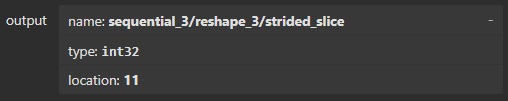 output
name: sequential_3/reshape_3/strided_slice -
type: int32
location: 11